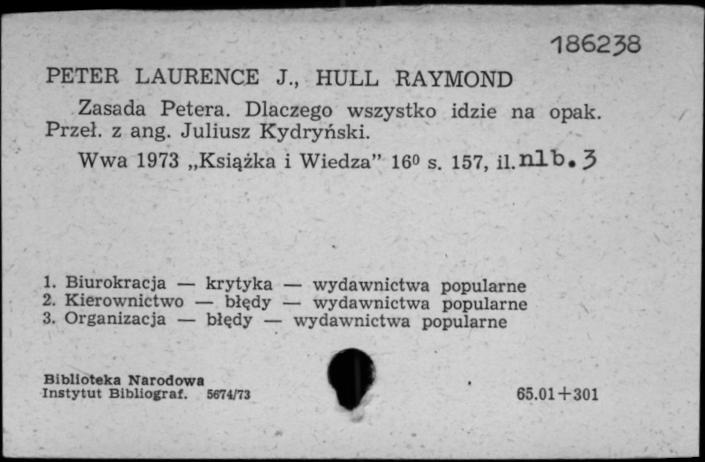 186238
PETER LAURENCE J., HULL RAYMOND
Zasada Petera. Dlaczego wszystko idzie na opak.
Przeł. z ang. Juliusz Kydryński.
Wwa 1973 „Książka i Wiedza” 16⁰ s. 157, il. nlb. 3
1. Biurokracja — krytyka — wydawnictwa popularne
2. Kierownictwo — błędy — wydawnictwa popularne
3. Organizacja — błędy — wydawnictwa popularne
Biblioteka Narodowa
Instytut Bibliograf. 5674/73
65.01+301